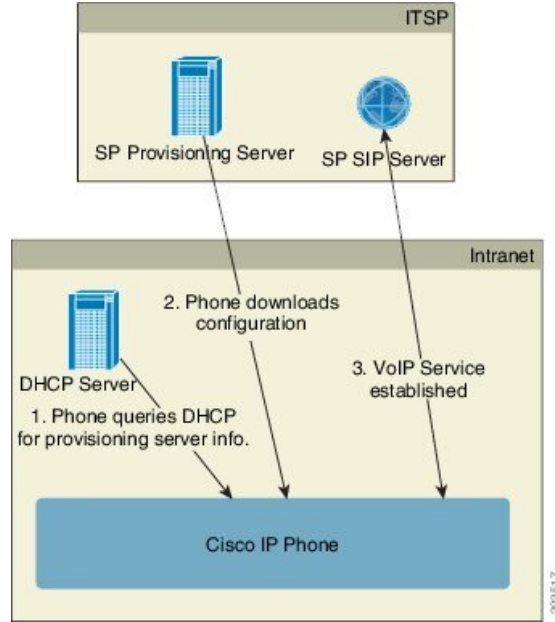 ITSP
SP Provisioning Server
SP SIP Server
Intranet
2. Phone downloads
configuration
DHCP Server
1. Phone queries DHCP
for provisioning server info.
3. VoIP Service
established
Cisco IP Phone